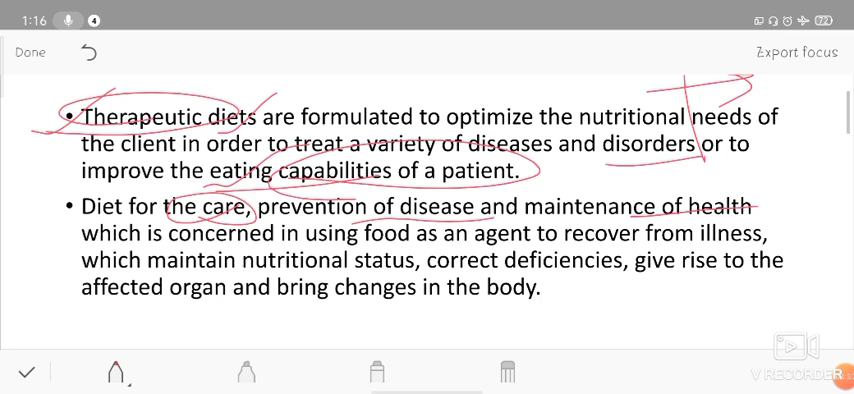 1:16 4 72
Done Export focus
• Therapeutic diets are formulated to optimize the nutritional needs of
the client in order to treat a variety of diseases and disorders or to
improve the eating capabilities of a patient.
• Diet for the care, prevention of disease and maintenance of health
which is concerned in using food as an agent to recover from illness,
which maintain nutritional status, correct deficiencies, give rise to the
affected organ and bring changes in the body.
V RECORDER